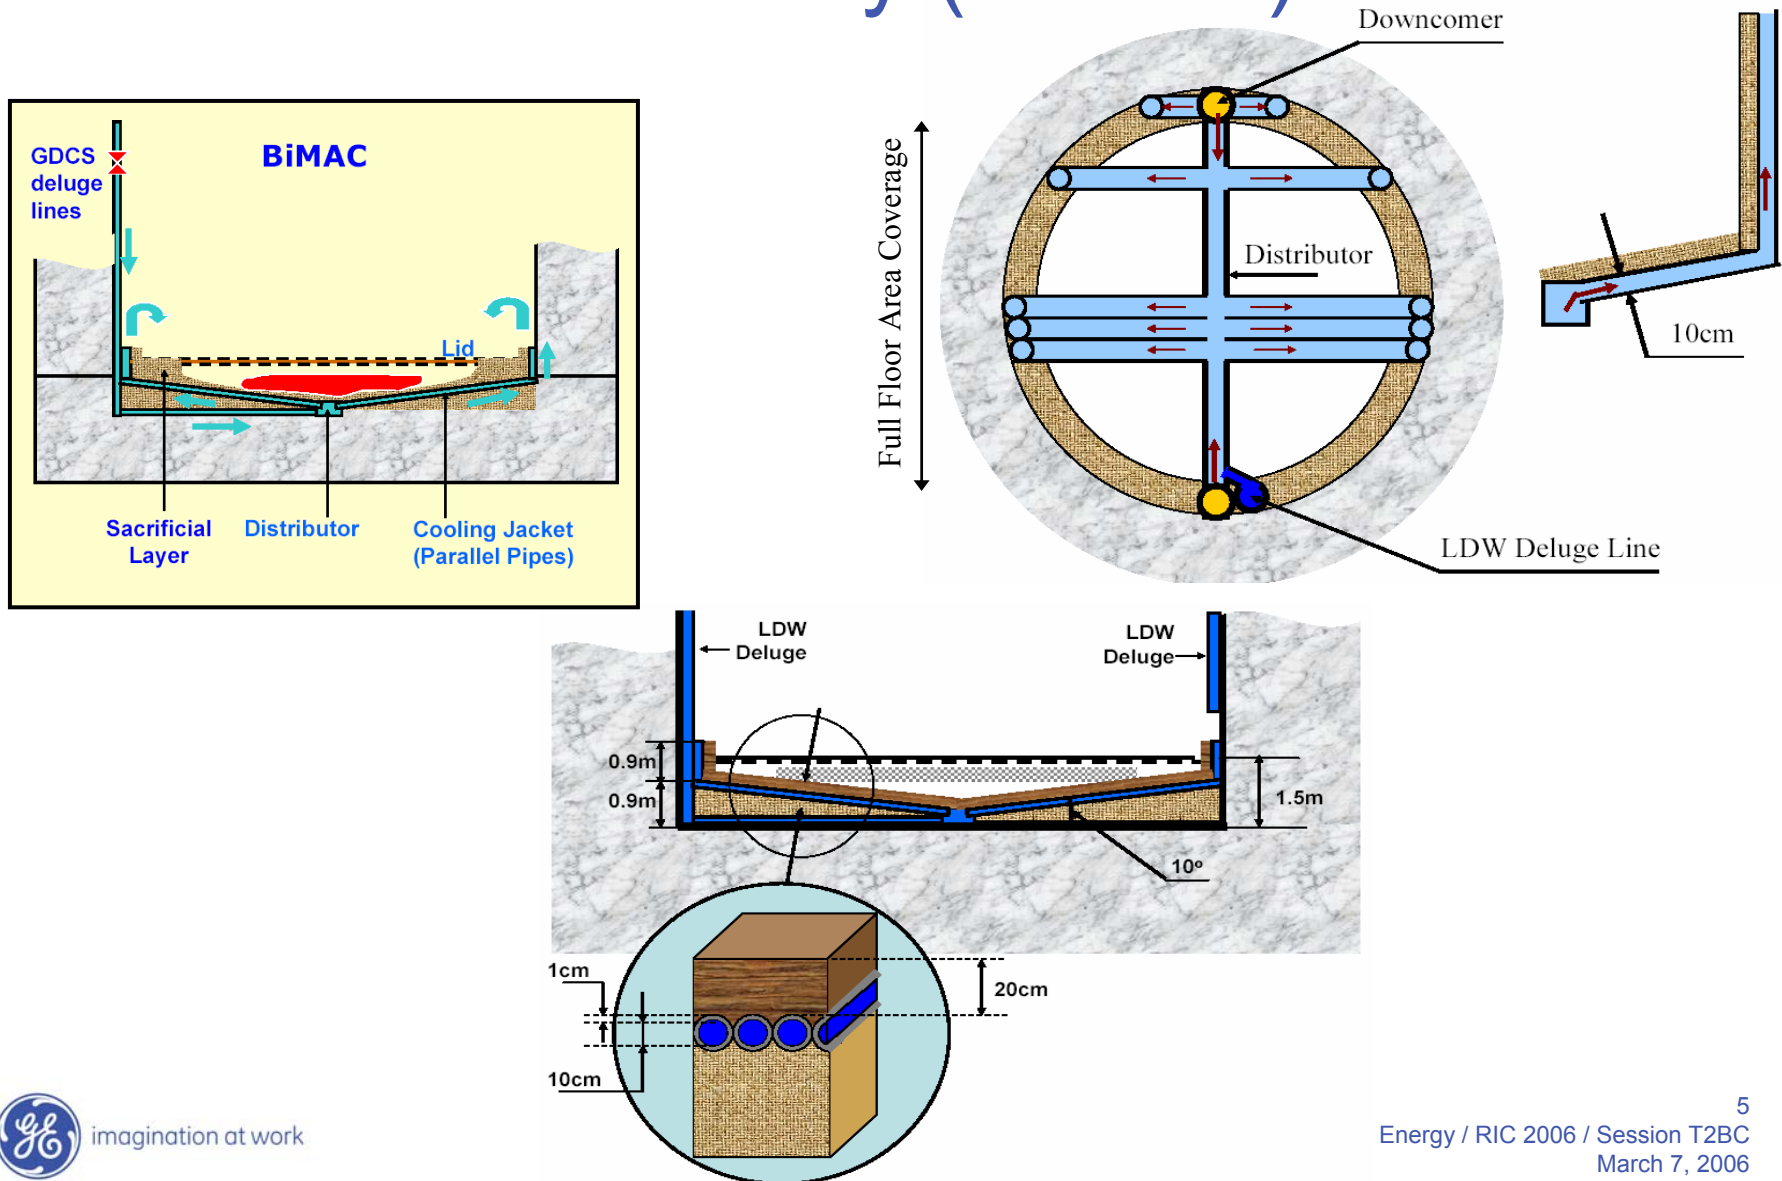 BiMAC
GDCS
deluge
lines
Lid
Sacrificial
Layer
Distributor
Cooling Jacket
(Parallel Pipes)
Downcomer
Full Floor Area Coverage
Distributor
10cm
LDW Deluge Line
LDW
Deluge
LDW
Deluge
0.9m
0.9m
1.5m
10º
1cm
20cm
10cm
GE
imagination at work
5
Energy / RIC 2006 / Session T2BC
March 7, 2006